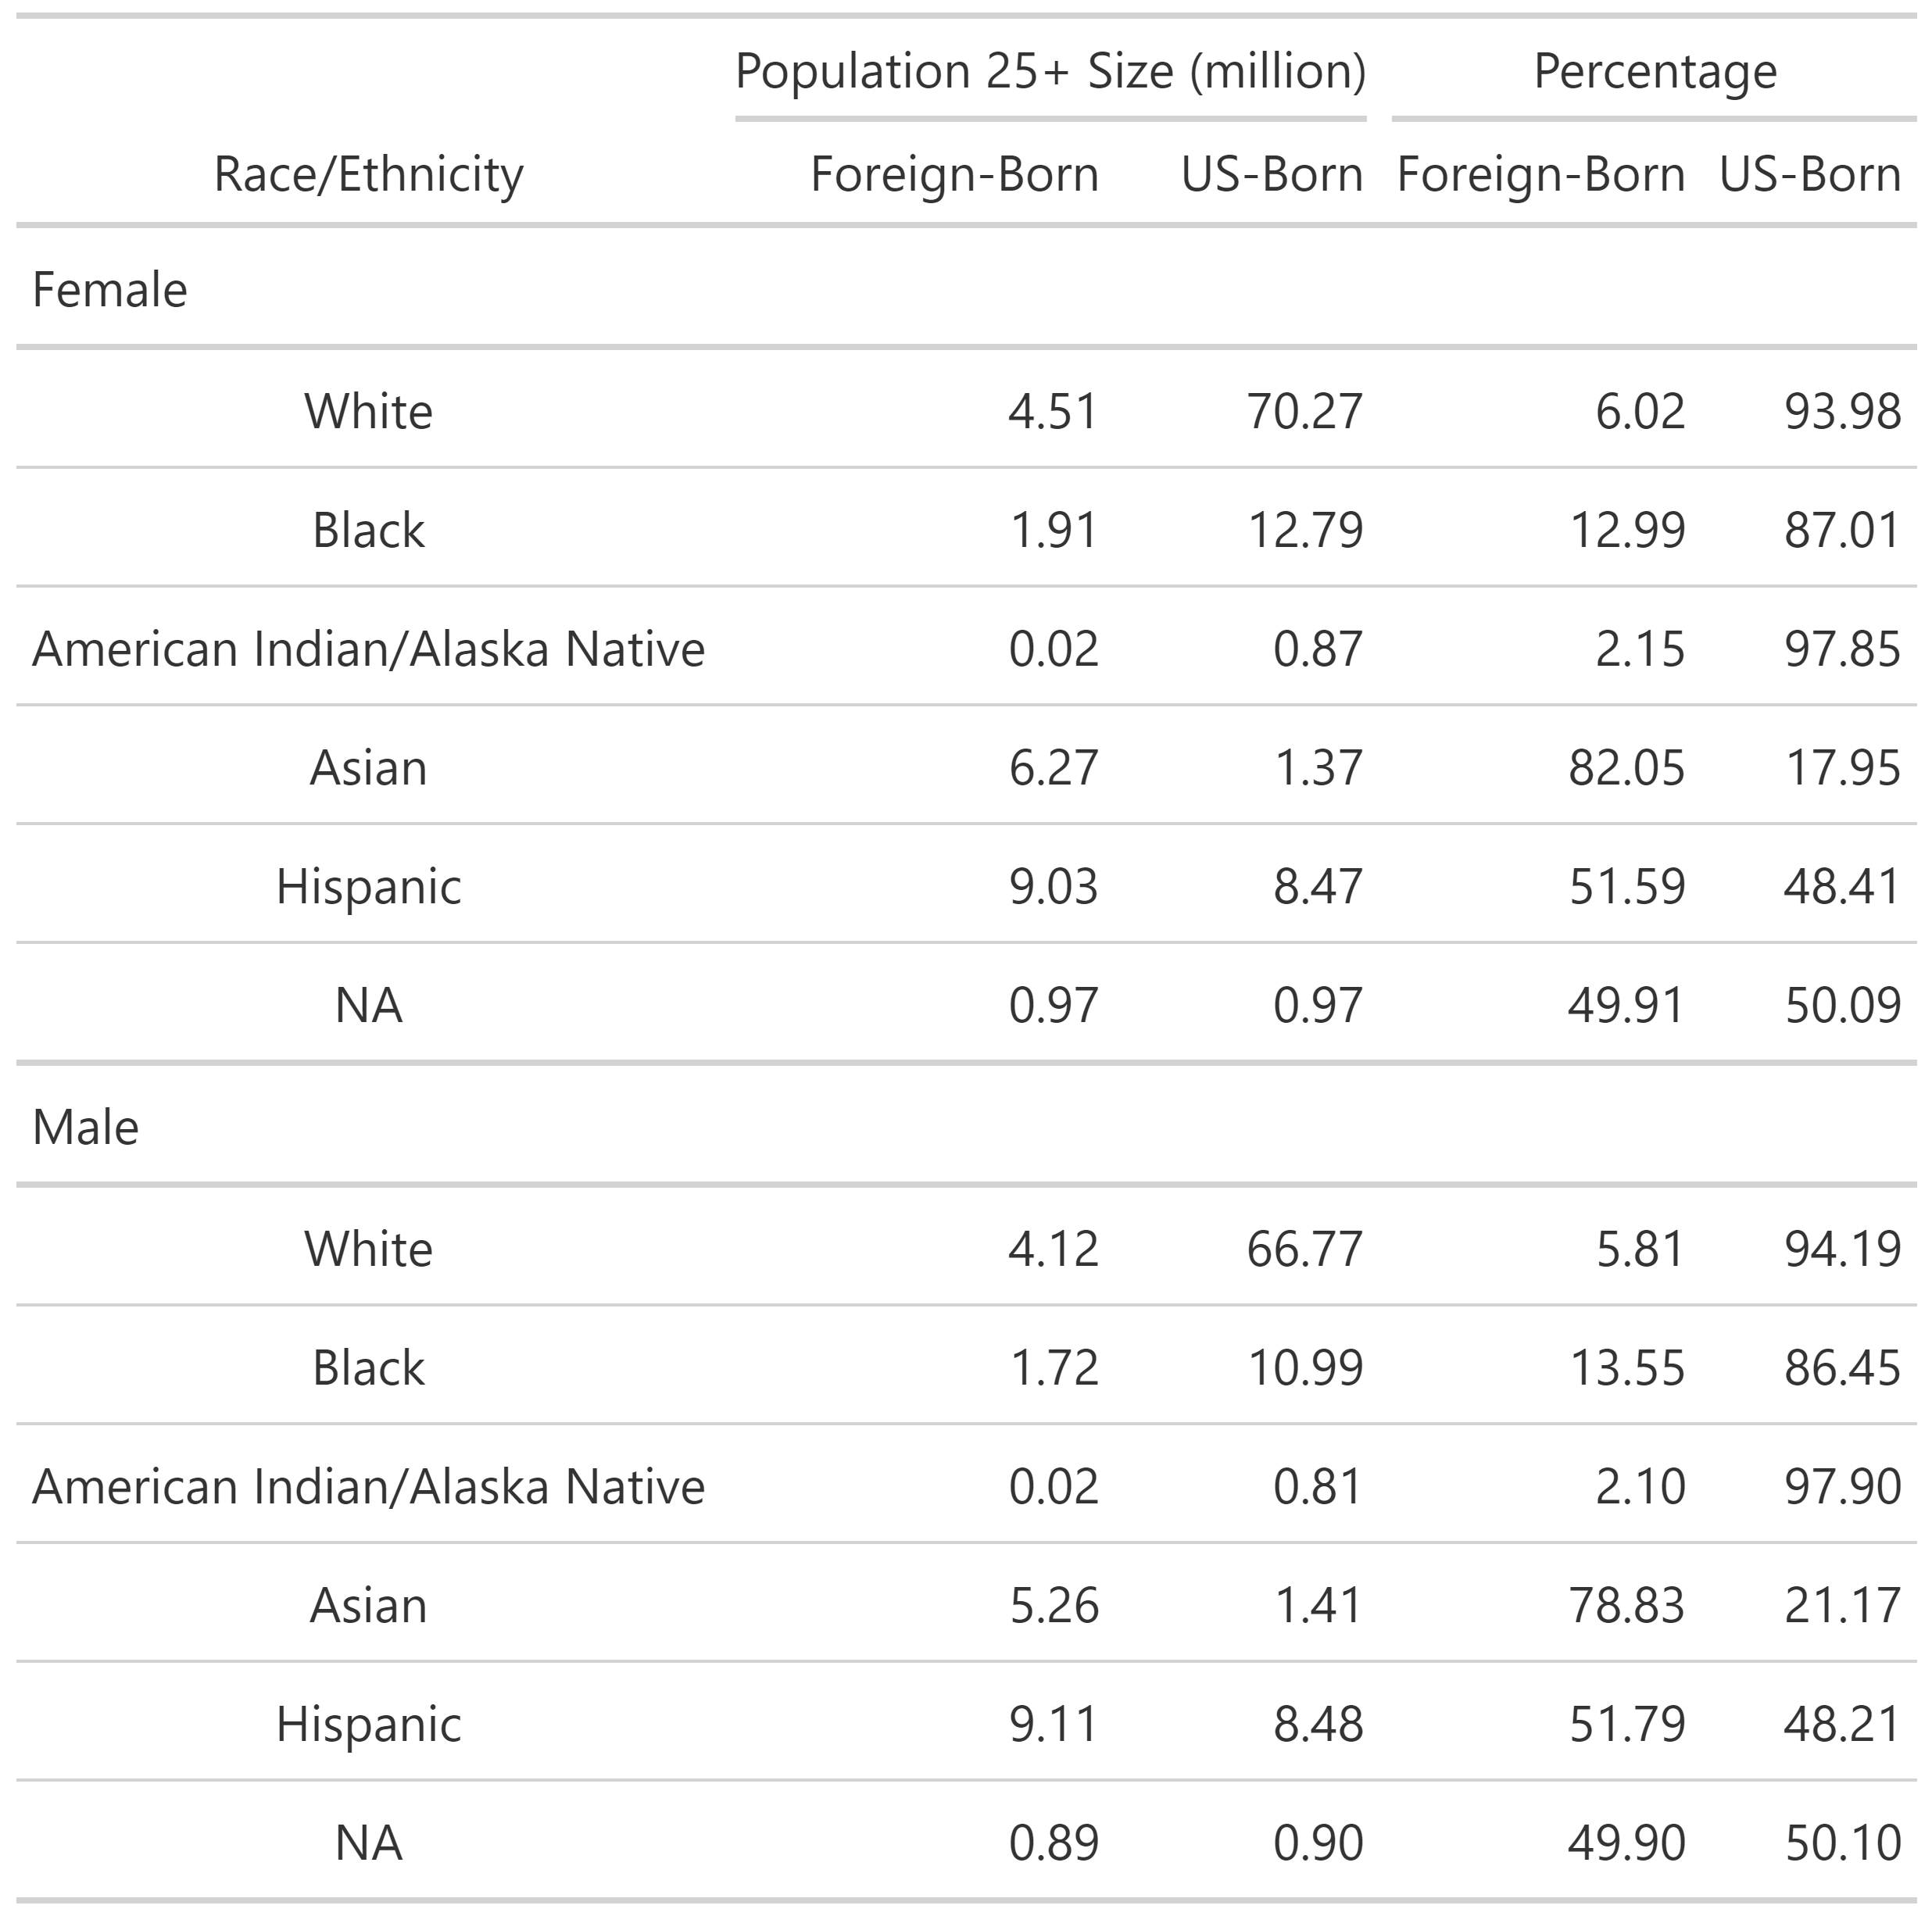 Population 25+ Size (million) Percentage
Race/Ethnicity Foreign-Born US-Born Foreign-Born US-Born
Female
White 4.51 70.27 6.02 93.98
Black 1.91 12.79 12.99 87.01
American Indian/Alaska Native 0.02 0.87 2.15 97.85
Asian 6.27 1.37 82.05 17.95
Hispanic 9.03 8.47 51.59 48.41
NA 0.97 0.97 49.91 50.09
Male
White 4.12 66.77 5.81 94.19
Black 1.72 10.99 13.55 86.45
American Indian/Alaska Native 0.02 0.81 2.10 97.90
Asian 5.26 1.41 78.83 21.17
Hispanic 9.11 8.48 51.79 48.21
NA 0.89 0.90 49.90 50.10